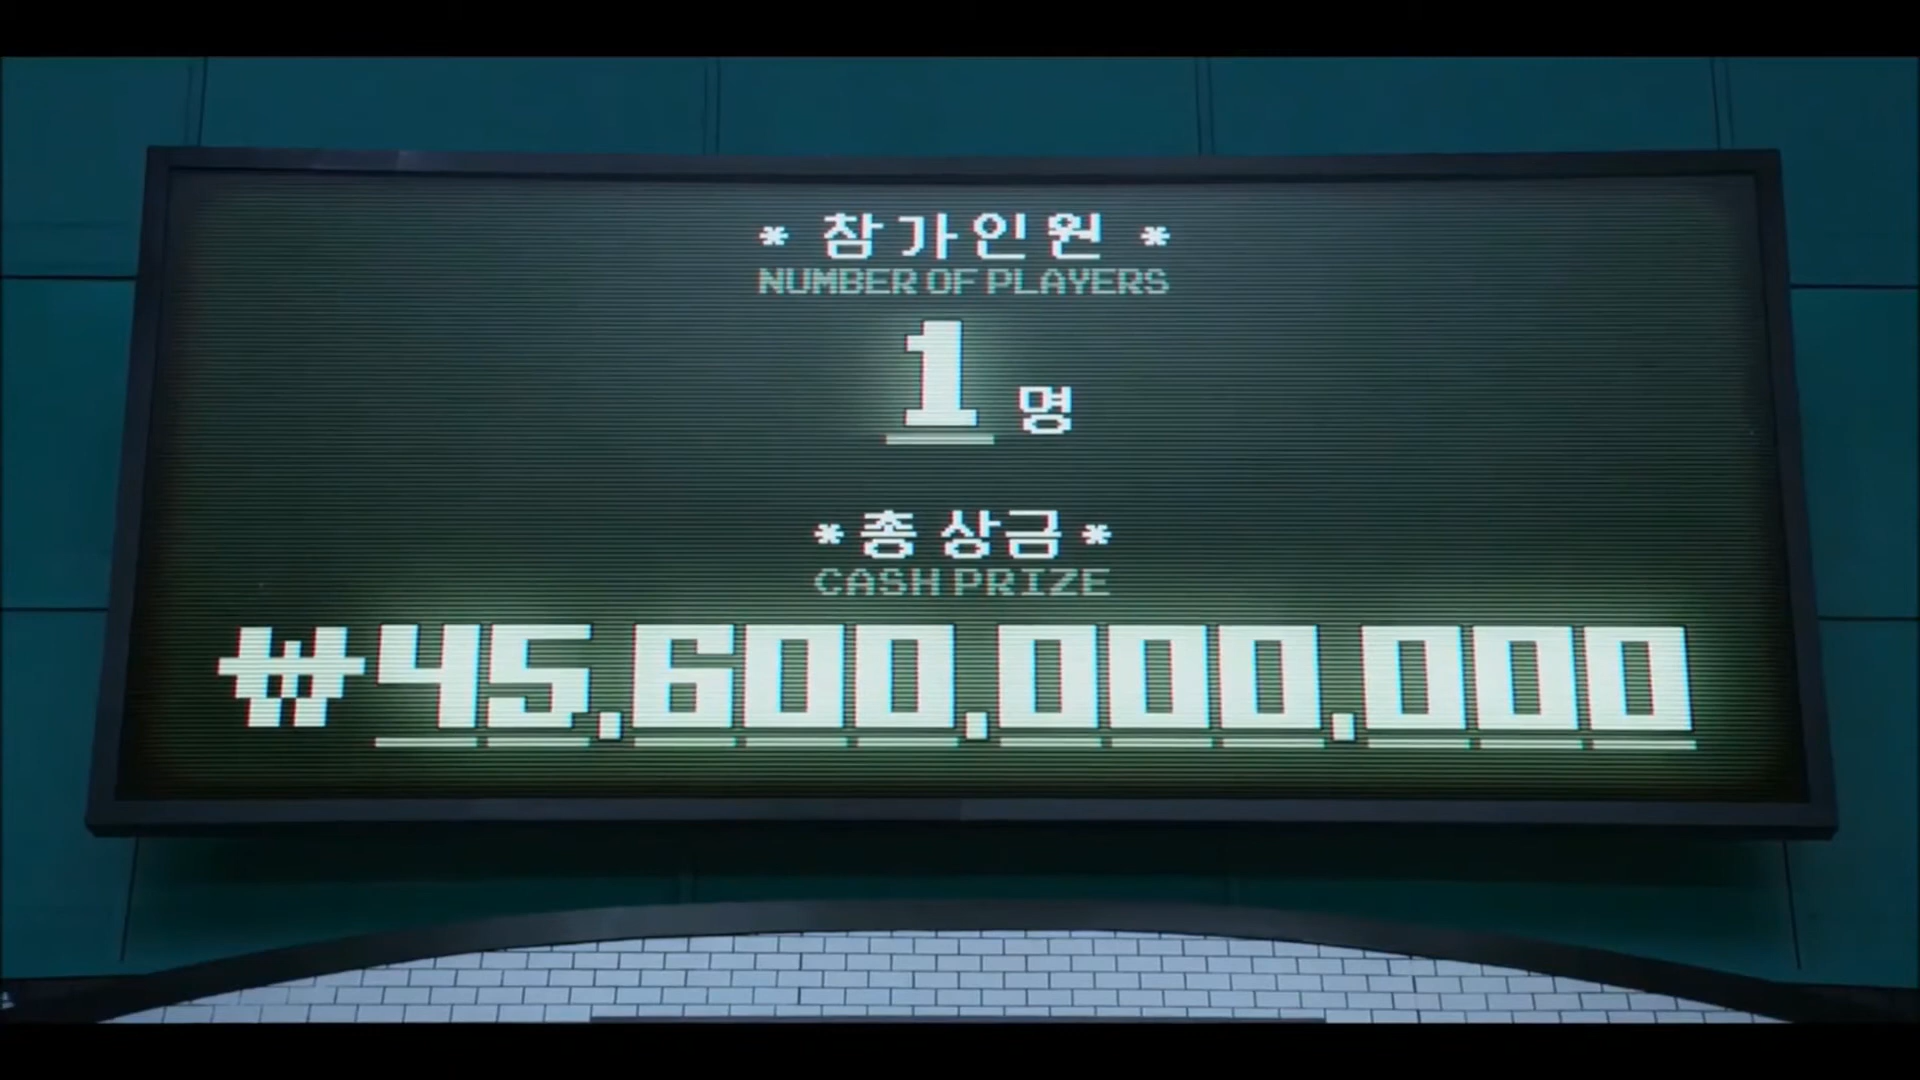 * 참가인원 *
NUMBER OF PLAYERS
1 명
* 총 상금 *
CASH PRIZE
₩45,600,000,000